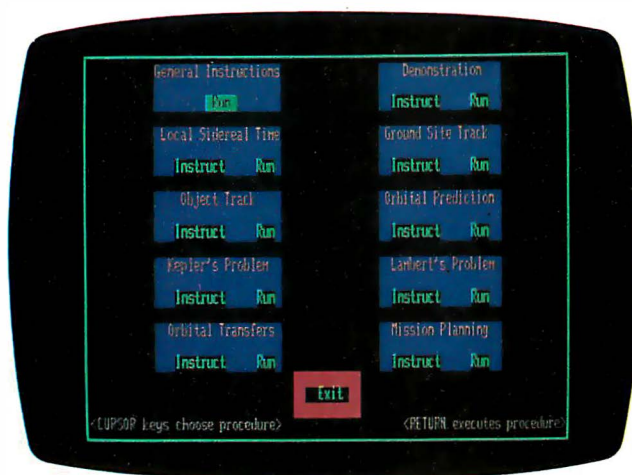 General Instructions
Run
Demonstration
Instruct Run
Local Sidereal Time
Instruct Run
Ground Site Track
Instruct Run
Object Track
Instruct Run
Orbital Prediction
Instruct Run
Kepler's Problem
Instruct Run
Lambert's Problem
Instruct Run
Orbital Transfers
Instruct Run
Mission Planning
Instruct Run
Exit
<CURSOR keys choose procedure>
<RETURN executes procedure>